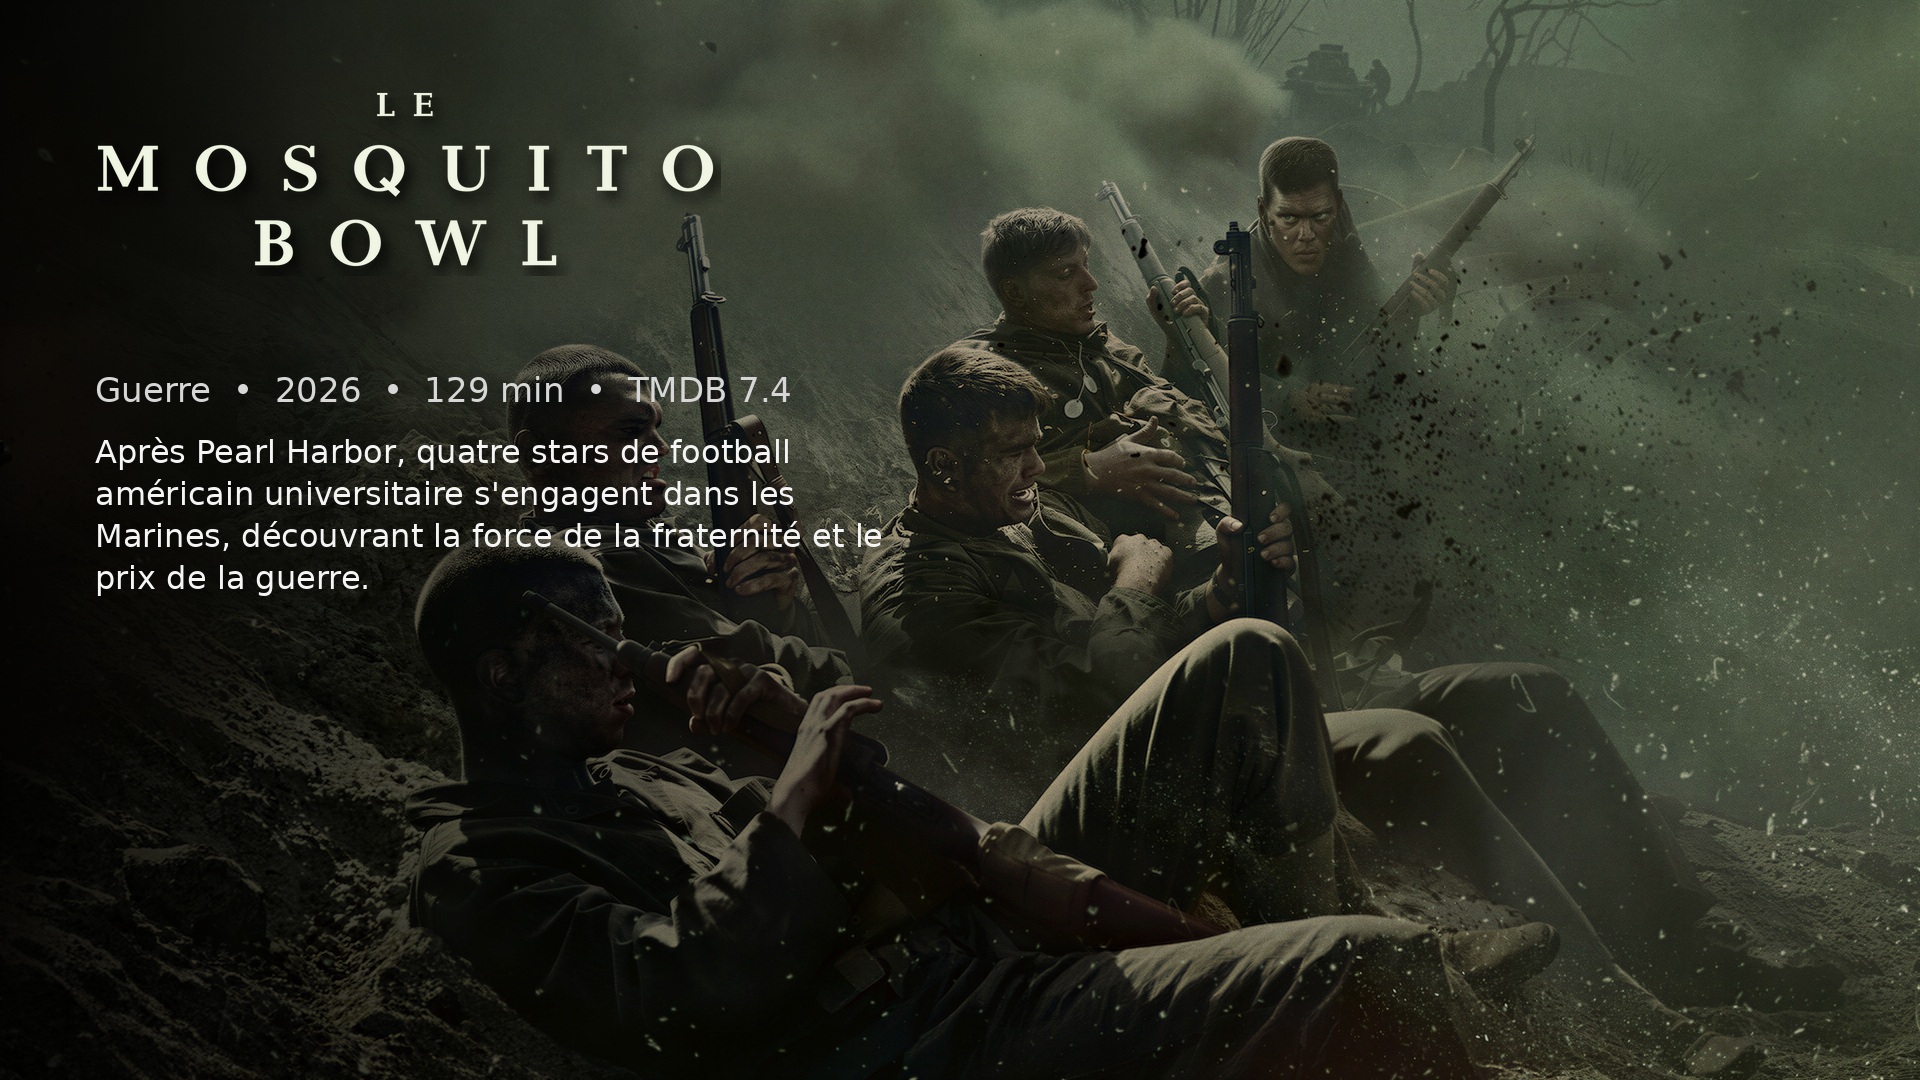 LE
MOSQUITO
BOWL
Guerre • 2026 • 129 min • TMDB 7.4
Après Pearl Harbor, quatre stars de football
américain universitaire s'engagent dans les
Marines, découvrant la force de la fraternité et le
prix de la guerre.